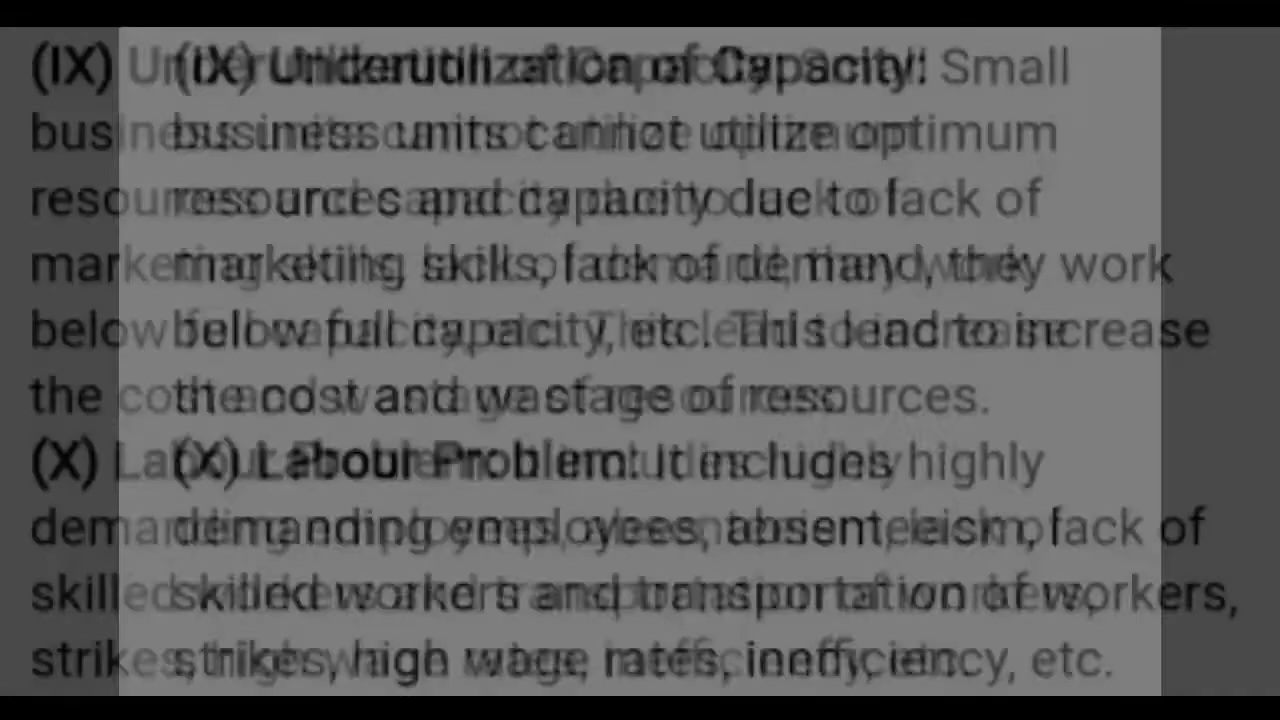 (IX) Underutilization of Capacity: Small
business units cannot utilize optimum
resources and capacity due to lack of
marketing skills, lack of demand, they work
below full capacity, etc. This lead to increase
the cost and wastage of resources.
(X) Labour Problem: It includes highly
demanding employees, absenteeism, lack of
skilled workers and transportation of workers,
strikes, high wage rates, inefficiency, etc.